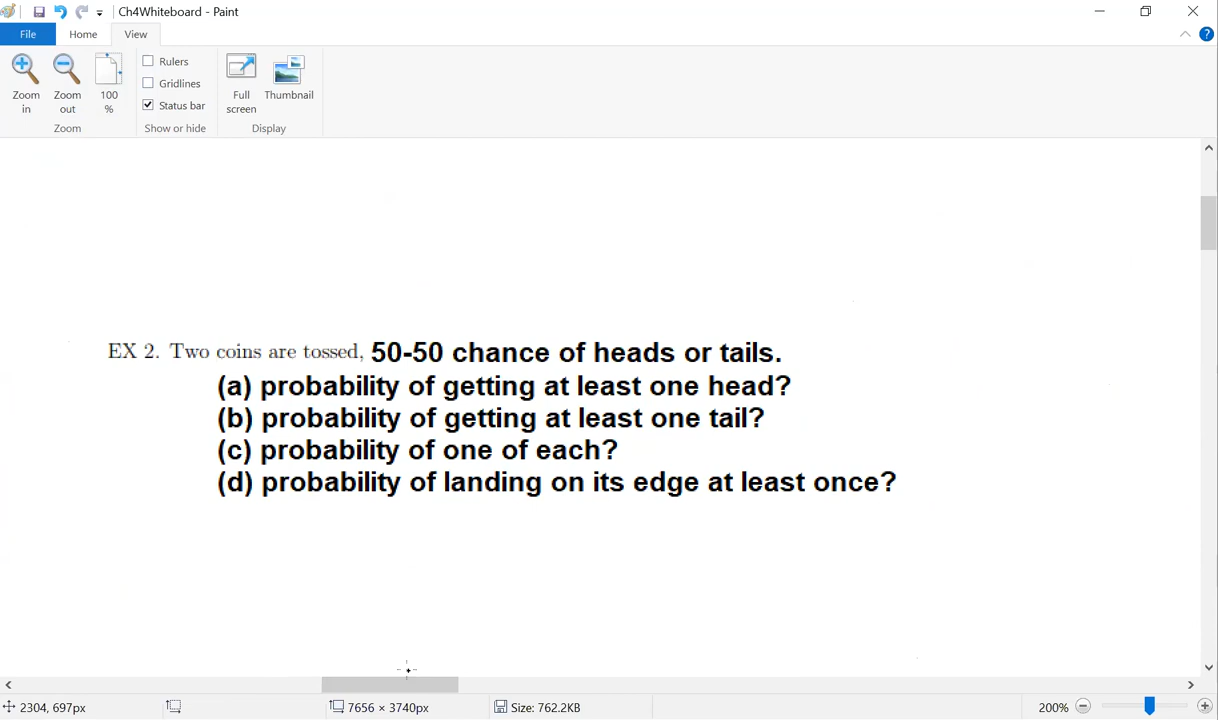 Ch4Whiteboard - Paint
File Home View
Zoom in
Zoom out
100 %
Zoom
Rulers
Gridlines
Status bar
Show or hide
Full screen
Thumbnail
Display
EX 2. Two coins are tossed, 50-50 chance of heads or tails.
(a) probability of getting at least one head?
(b) probability of getting at least one tail?
(c) probability of one of each?
(d) probability of landing on its edge at least once?
2304, 697px 7656 × 3740px Size: 762.2KB 200%